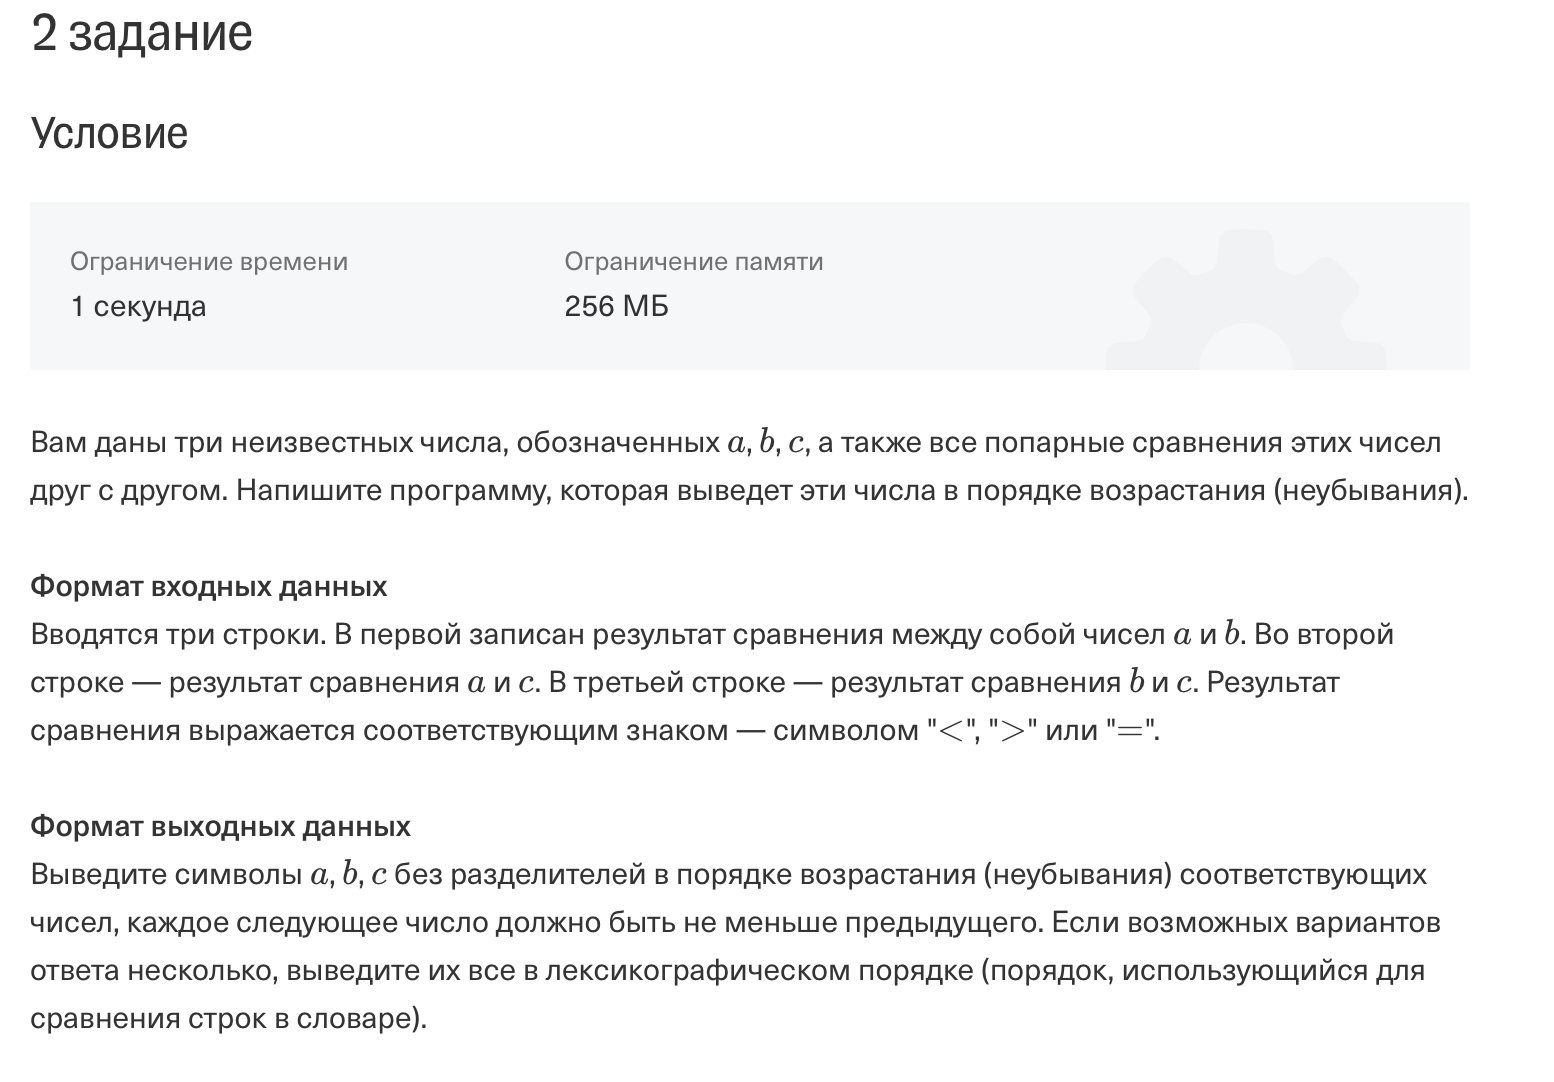 2 задание
Условие
Ограничение времени
Ограничение памяти
1 секунда
256 МБ
Вам даны три неизвестных числа, обозначенных a, b, c, а также все попарные сравнения этих чисел
друг с другом. Напишите программу, которая выведет эти числа в порядке возрастания (неубывания).
Формат входных данных
Вводятся три строки. В первой записан результат сравнения между собой чисел a и b. Во второй
строке — результат сравнения a и c. В третьей строке — результат сравнения b и c. Результат
сравнения выражается соответствующим знаком — символом "<", ">" или "=".
Формат выходных данных
Выведите символы a, b, c без разделителей в порядке возрастания (неубывания) соответствующих
чисел, каждое следующее число должно быть не меньше предыдущего. Если возможных вариантов
ответа несколько, выведите их все в лексикографическом порядке (порядок, использующийся для
сравнения строк в словаре).